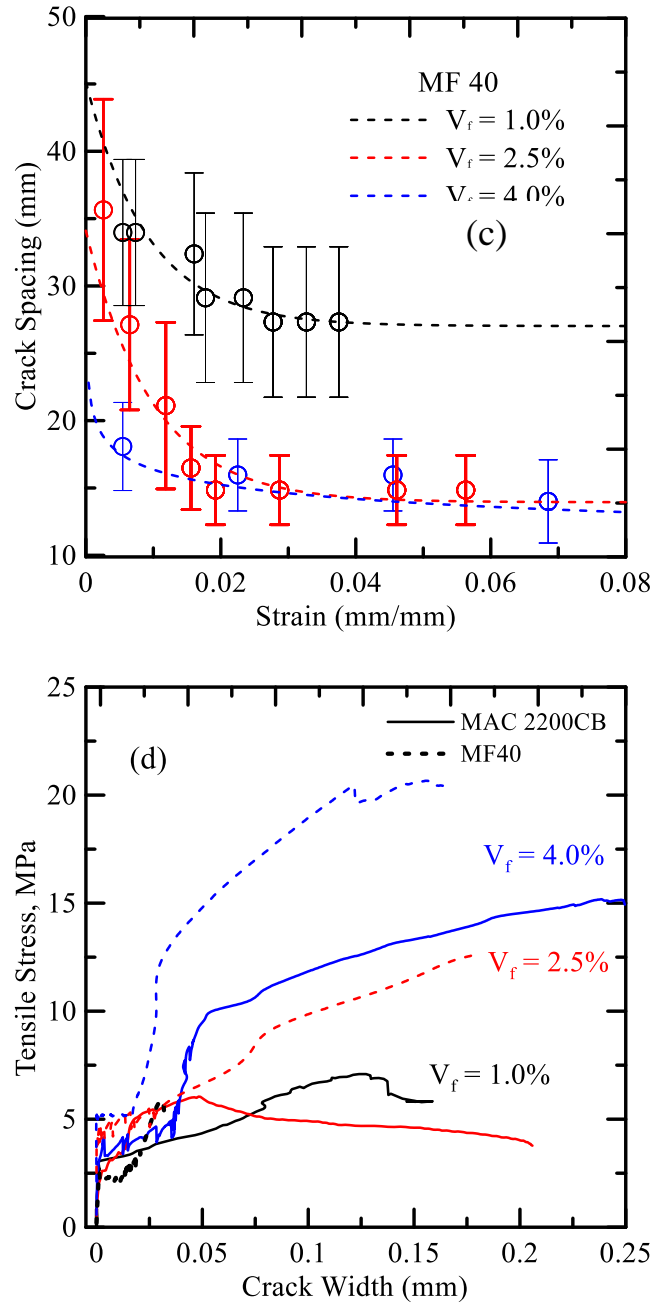 50
40
30
20
10
Crack Spacing (mm)
MF 40
V_f = 1.0%
V_f = 2.5%
V_f = 4.0%
(c)
0 0.02 0.04 0.06 0.08
Strain (mm/mm)
25
20
15
10
5
0
Tensile Stress, MPa
(d)
MAC 2200CB
MF40
V_f = 4.0%
V_f = 2.5%
V_f = 1.0%
0 0.05 0.1 0.15 0.2 0.25
Crack Width (mm)